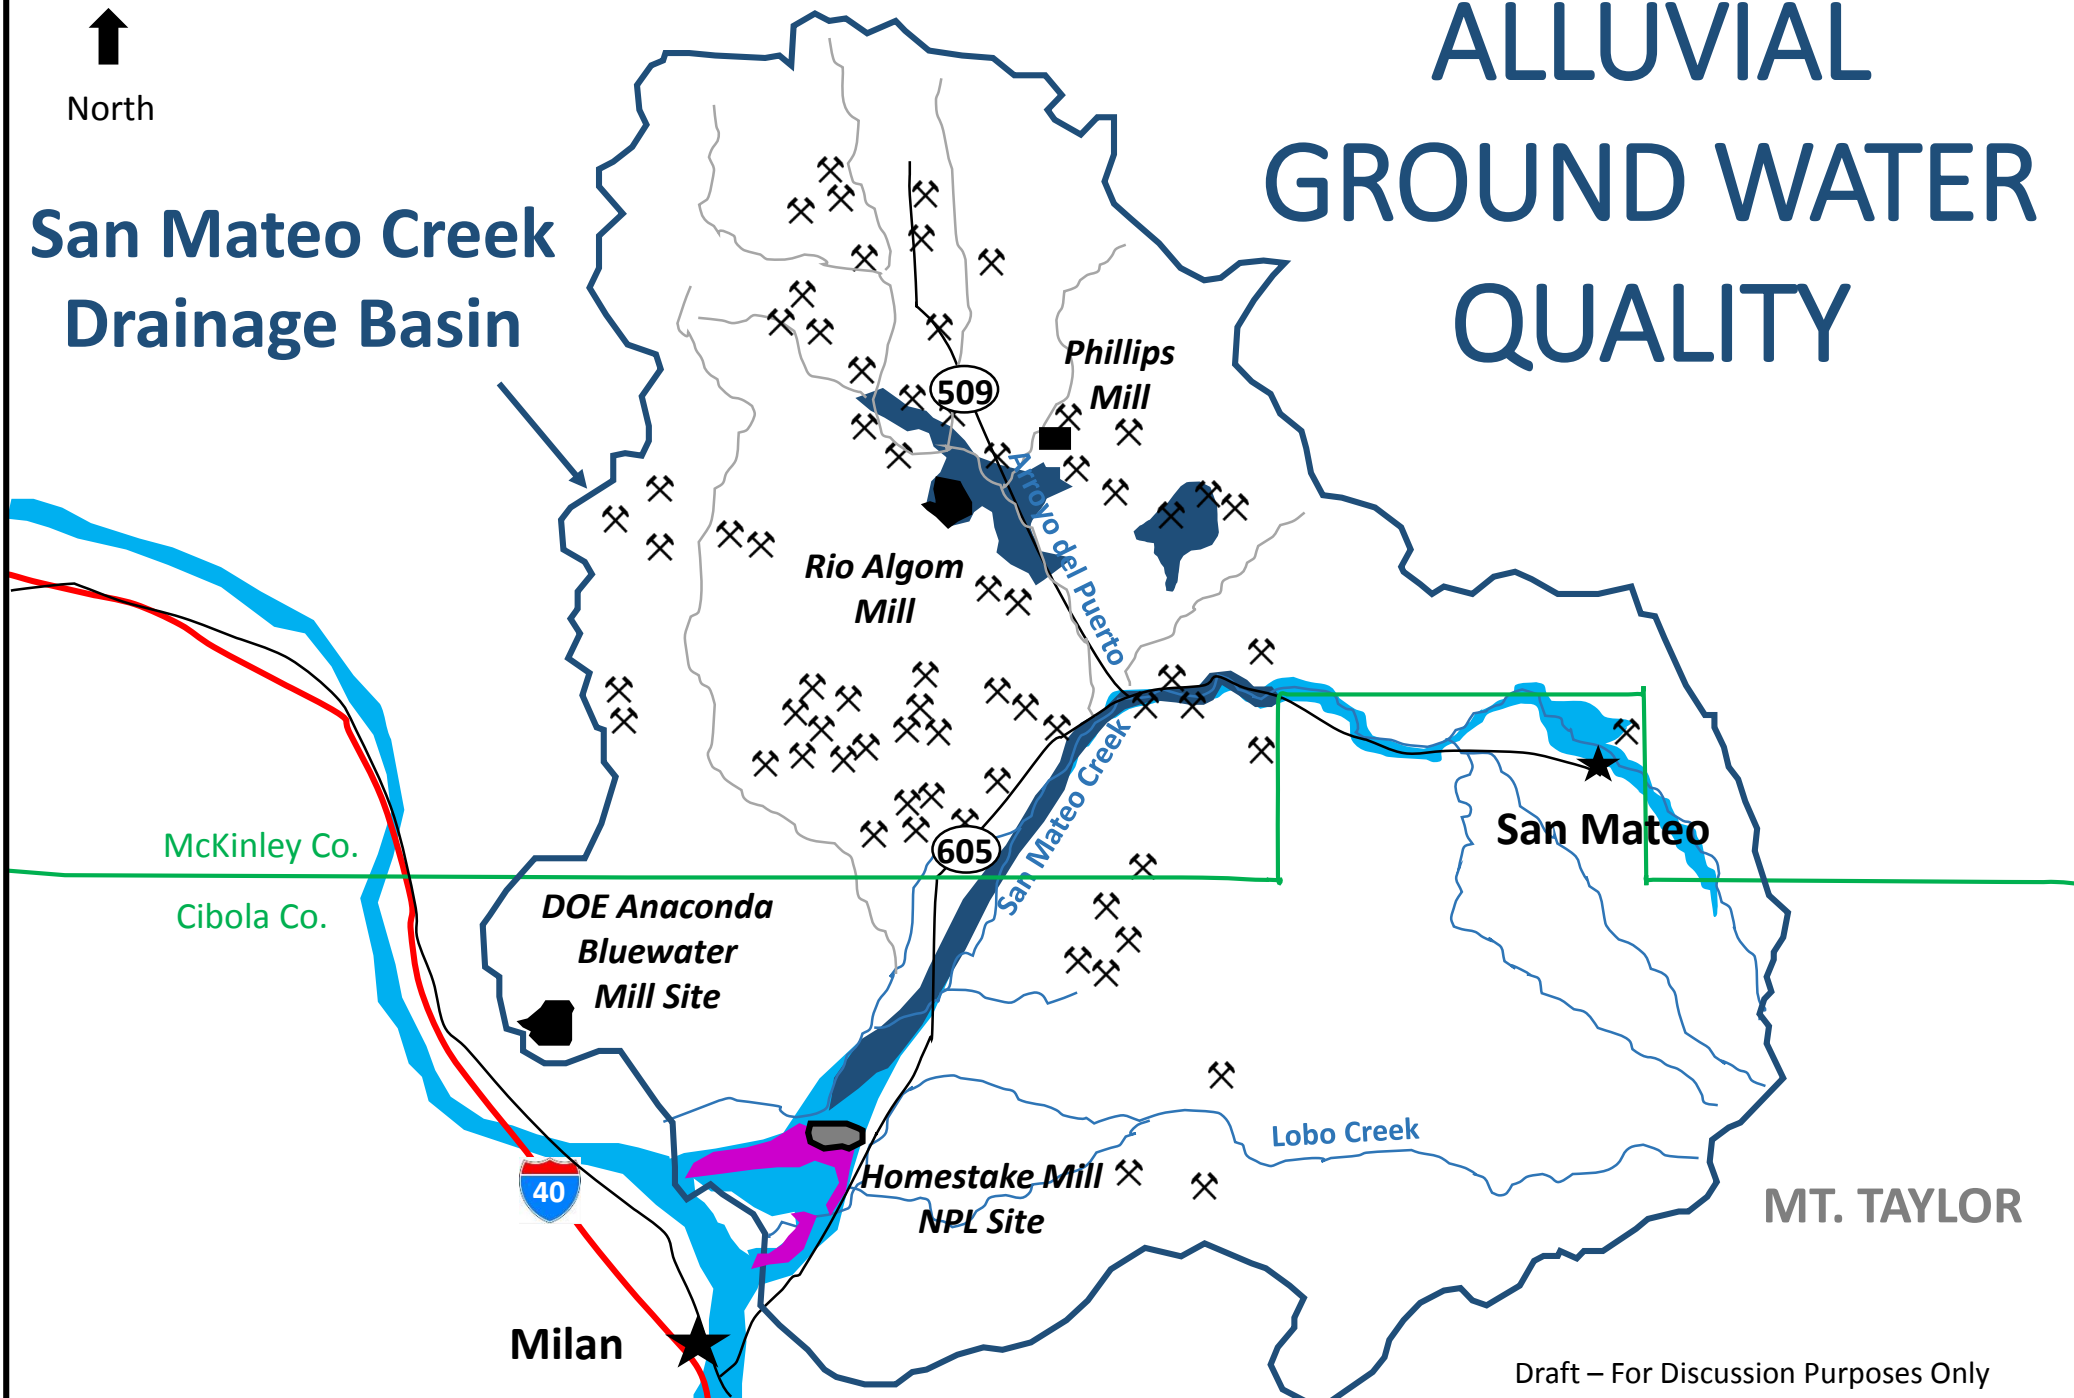 ALLUVIAL
GROUND WATER
QUALITY
North
San Mateo Creek
Drainage Basin
509
Phillips
Mill
Arroyo del Puerto
Rio Algom
Mill
San Mateo Creek
San Mateo
605
McKinley Co.
Cibola Co.
DOE Anaconda
Bluewater
Mill Site
Lobo Creek
Homestake Mill
NPL Site
40
MT. TAYLOR
Milan
Draft – For Discussion Purposes Only